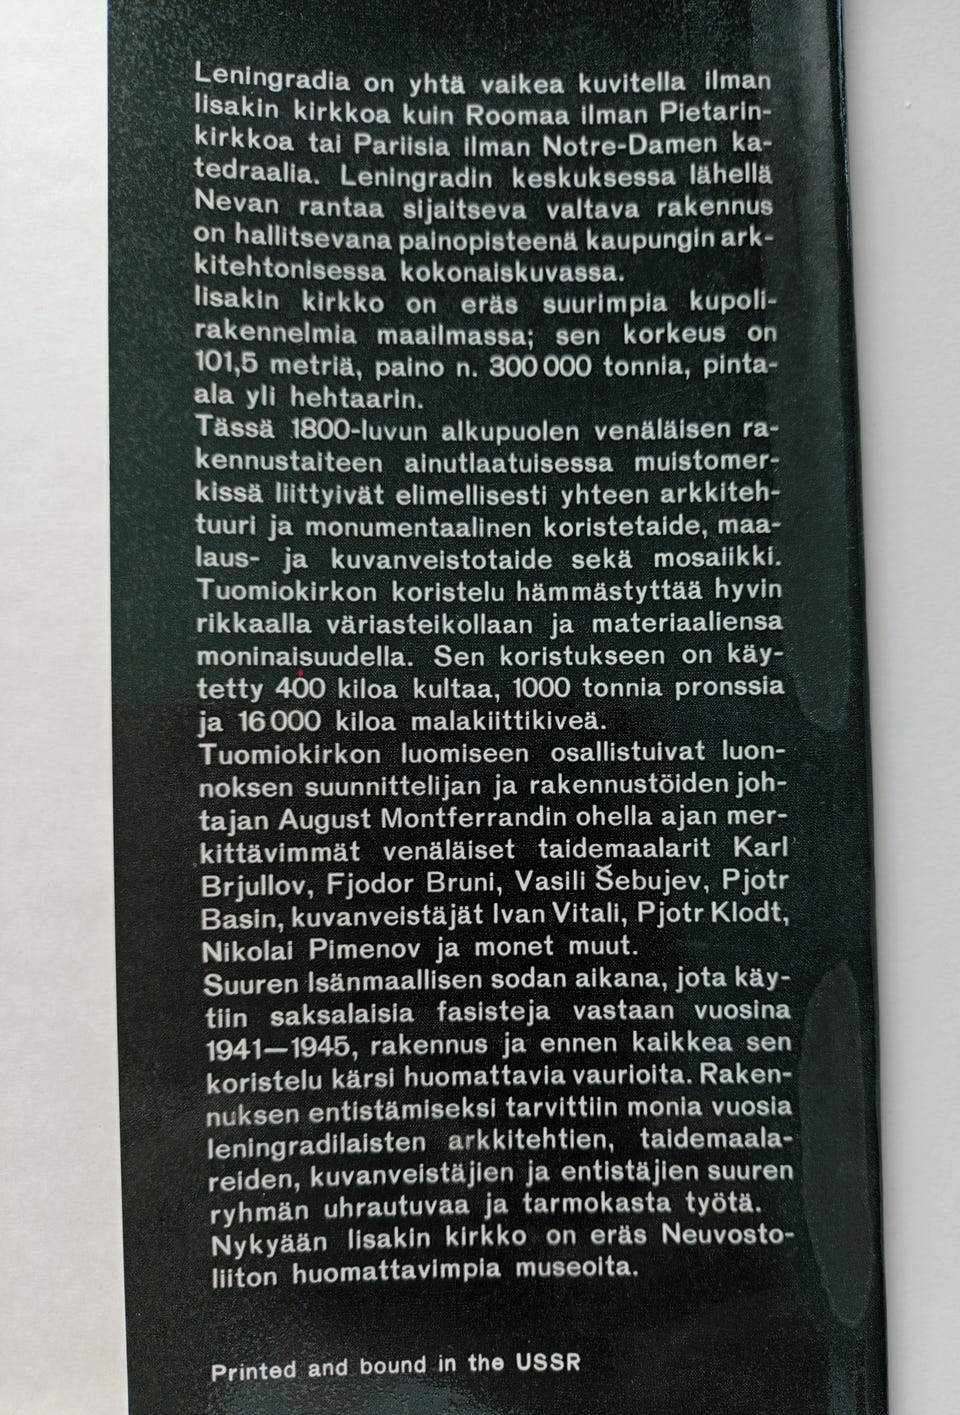 Leningradia on yhtä vaikea kuvitella ilman
Iisakin kirkkoa kuin Roomaa ilman Pietarin-
kirkkoa tai Pariisia ilman Notre-Damen ka-
tedraalia. Leningradin keskuksessa lähellä
Nevan rantaa sijaitseva valtava rakennus
on hallitsevana painopisteenä kaupungin ark-
kitehtonisessa kokonaiskuvassa.
Iisakin kirkko on eräs suurimpia kupoli-
rakennelmia maailmassa; sen korkeus on
101,5 metriä, paino n. 300 000 tonnia, pinta-
ala yli hehtaarin.
Tässä 1800-luvun alkupuolen venäläisen ra-
kennustaiteen ainutlaatuisessa muistomer-
kissä liittyivät elimellisesti yhteen arkkiteh-
tuuri ja monumentaalinen koristetaide, maa-
laus- ja kuvanveistotaide sekä mosaiikki.
Tuomiokirkon koristelu hämmästyttää hyvin
rikkaalla väriasteikollaan ja materiaaliensa
moninaisuudella. Sen koristukseen on käy-
tetty 400 kiloa kultaa, 1000 tonnia pronssia
ja 16 000 kiloa malakiittikiveä.
Tuomiokirkon luomiseen osallistuivat luon-
noksen suunnittelijan ja rakennustöiden joh-
tajan August Montferrandin ohella ajan mer-
kittävimmät venäläiset taidemaalarit Karl
Brjullov, Fjodor Bruni, Vasili Šebujev, Pjotr
Basin, kuvanveistäjät Ivan Vitali, Pjotr Klodt,
Nikolai Pimenov ja monet muut.
Suuren Isänmaallisen sodan aikana, jota käy-
tiin saksalaisia fasisteja vastaan vuosina
1941—1945, rakennus ja ennen kaikkea sen
koristelu kärsi huomattavia vaurioita. Raken-
nuksen entistämiseksi tarvittiin monia vuosia
leningradilaisten arkkitehtien, taidemaala-
reiden, kuvanveistäjien ja entistäjien suuren
ryhmän uhrautuvaa ja tarmokasta työtä.
Nykyään Iisakin kirkko on eräs Neuvosto-
liiton huomattavimpia museoita.
Printed and bound in the USSR